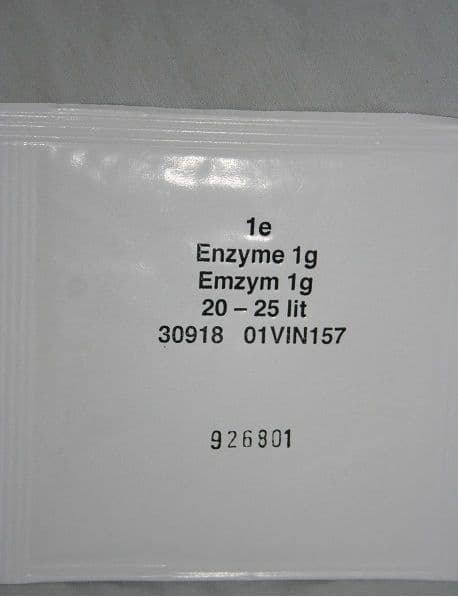 1e
Enzyme 1g
Emzym 1g
20 – 25 lit
30918 01VIN157
926801